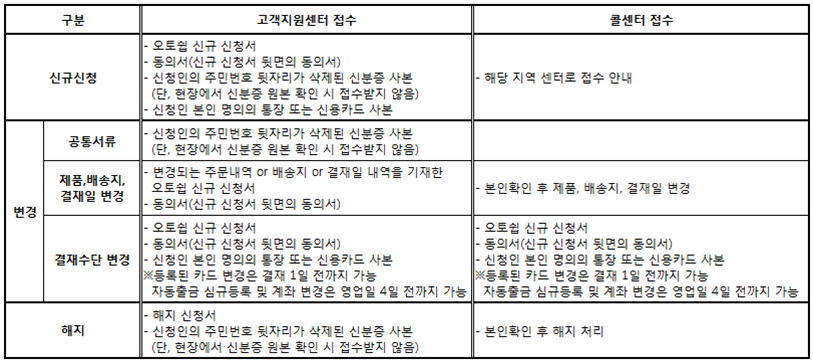 구분 고객지원센터 접수 콜센터 접수
신규신청
- 오토쉽 신규 신청서
- 동의서(신규 신청서 뒷면의 동의서)
- 신청인의 주민번호 뒷자리가 삭제된 신분증 사본
(단, 현장에서 신분증 원본 확인 시 접수받지 않음)
- 신청인 본인 명의의 통장 또는 신용카드 사본
- 해당 지역 센터로 접수 안내
변경
공통서류
- 신청인의 주민번호 뒷자리가 삭제된 신분증 사본
(단, 현장에서 신분증 원본 확인 시 접수받지 않음)
제품,배송지,
결재일 변경
- 변경되는 주문내역 or 배송지 or 결재일 내역을 기재한
오토쉽 신규 신청서
- 동의서(신규 신청서 뒷면의 동의서)
- 본인확인 후 제품, 배송지, 결재일 변경
결재수단 변경
- 오토쉽 신규 신청서
- 동의서(신규 신청서 뒷면의 동의서)
- 신청인 본인 명의의 통장 또는 신용카드 사본
※등록된 카드 변경은 결재 1일 전까지 가능
자동출금 심규등록 및 계좌 변경은 영업일 4일 전까지 가능
- 오토쉽 신규 신청서
- 동의서(신규 신청서 뒷면의 동의서)
- 신청인 본인 명의의 통장 또는 신용카드 사본
※등록된 카드 변경은 결재 1일 전까지 가능
자동출금 심규등록 및 계좌 변경은 영업일 4일 전까지 가능
해지
- 해지 신청서
- 신청인의 주민번호 뒷자리가 삭제된 신분증 사본
(단, 현장에서 신분증 원본 확인 시 접수받지 않음)
- 본인확인 후 해지 처리